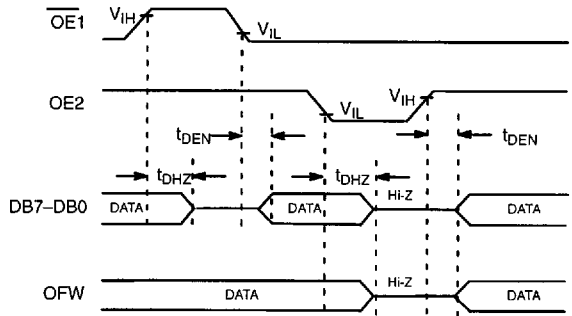 OE1 VIH VIL
OE2 VIL VIH
tDEN tDEN
tDHZ tDHZ
DB7–DB0 DATA DATA Hi-Z DATA
OFW DATA Hi-Z DATA